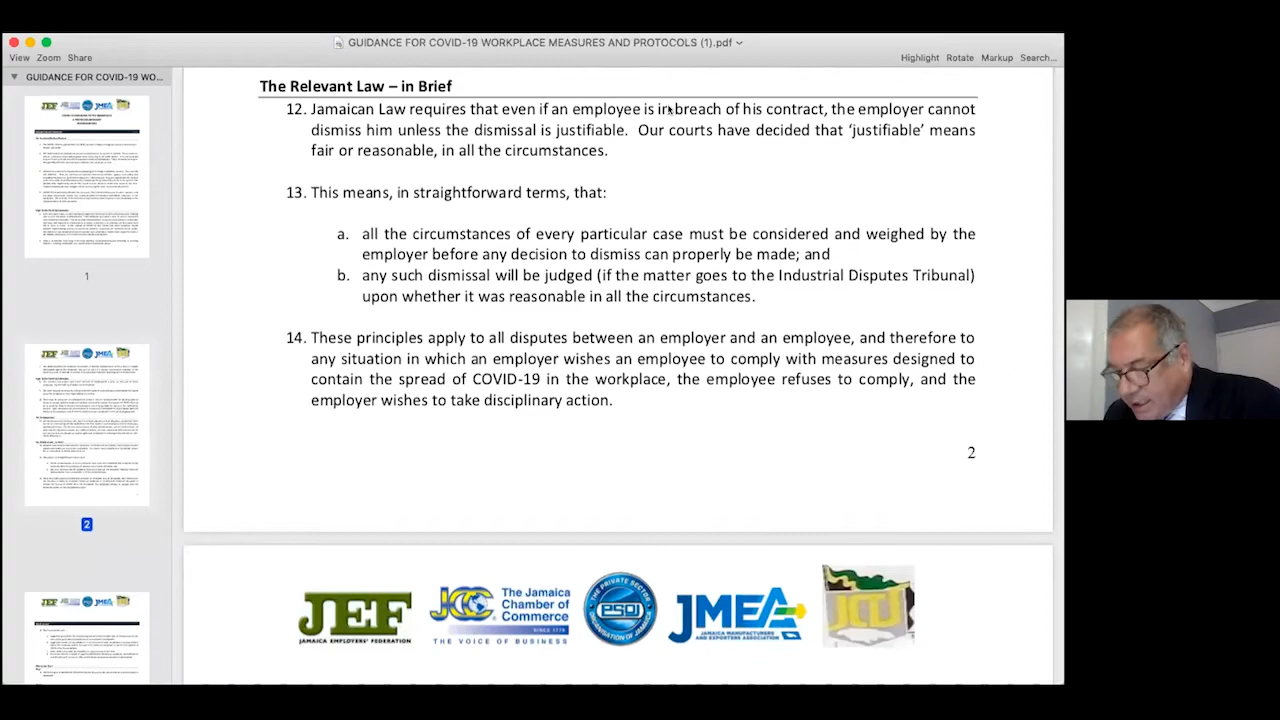 GUIDANCE FOR COVID-19 WORKPLACE MEASURES AND PROTOCOLS (1).pdf
View Zoom Share
Highlight Rotate Markup Search...
GUIDANCE FOR COVID-19 WO...
1
2
The Relevant Law – in Brief
12. Jamaican Law requires that even if an employee is in breach of his contract, the employer cannot
dismiss him unless the dismissal is justifiable. Our courts have decided that ‘justifiable’ means
fair or reasonable, in all the circumstances.
13. This means, in straightforward terms, that:
a. all the circumstances of every particular case must be considered and weighed by the
employer before any decision to dismiss can properly be made; and
b. any such dismissal will be judged (if the matter goes to the Industrial Disputes Tribunal)
upon whether it was reasonable in all the circumstances.
14. These principles apply to all disputes between an employer and an employee, and therefore to
any situation in which an employer wishes an employee to comply with measures designed to
contain the spread of COVID-19 in the workplace, the employee refuses to comply, and the
employer wishes to take disciplinary action.
2
JEF
JAMAICA EMPLOYERS' FEDERATION
JCC
The Jamaica
Chamber of
Commerce
SINCE 1779
THE VOICE OF BUSINESS
THE PRIVATE SECTOR
PSOJ
ORGANISATION OF JAMAICA
JMEA
JAMAICA MANUFACTURERS
AND EXPORTERS ASSOCIATION